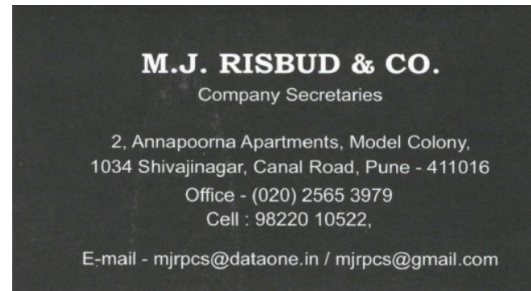 M.J. RISBUD & CO.
Company Secretaries
2, Annapoorna Apartments, Model Colony,
1034 Shivajinagar, Canal Road, Pune - 411016
Office - (020) 2565 3979
Cell : 98220 10522,
E-mail - mjrpcs@dataone.in / mjrpcs@gmail.com